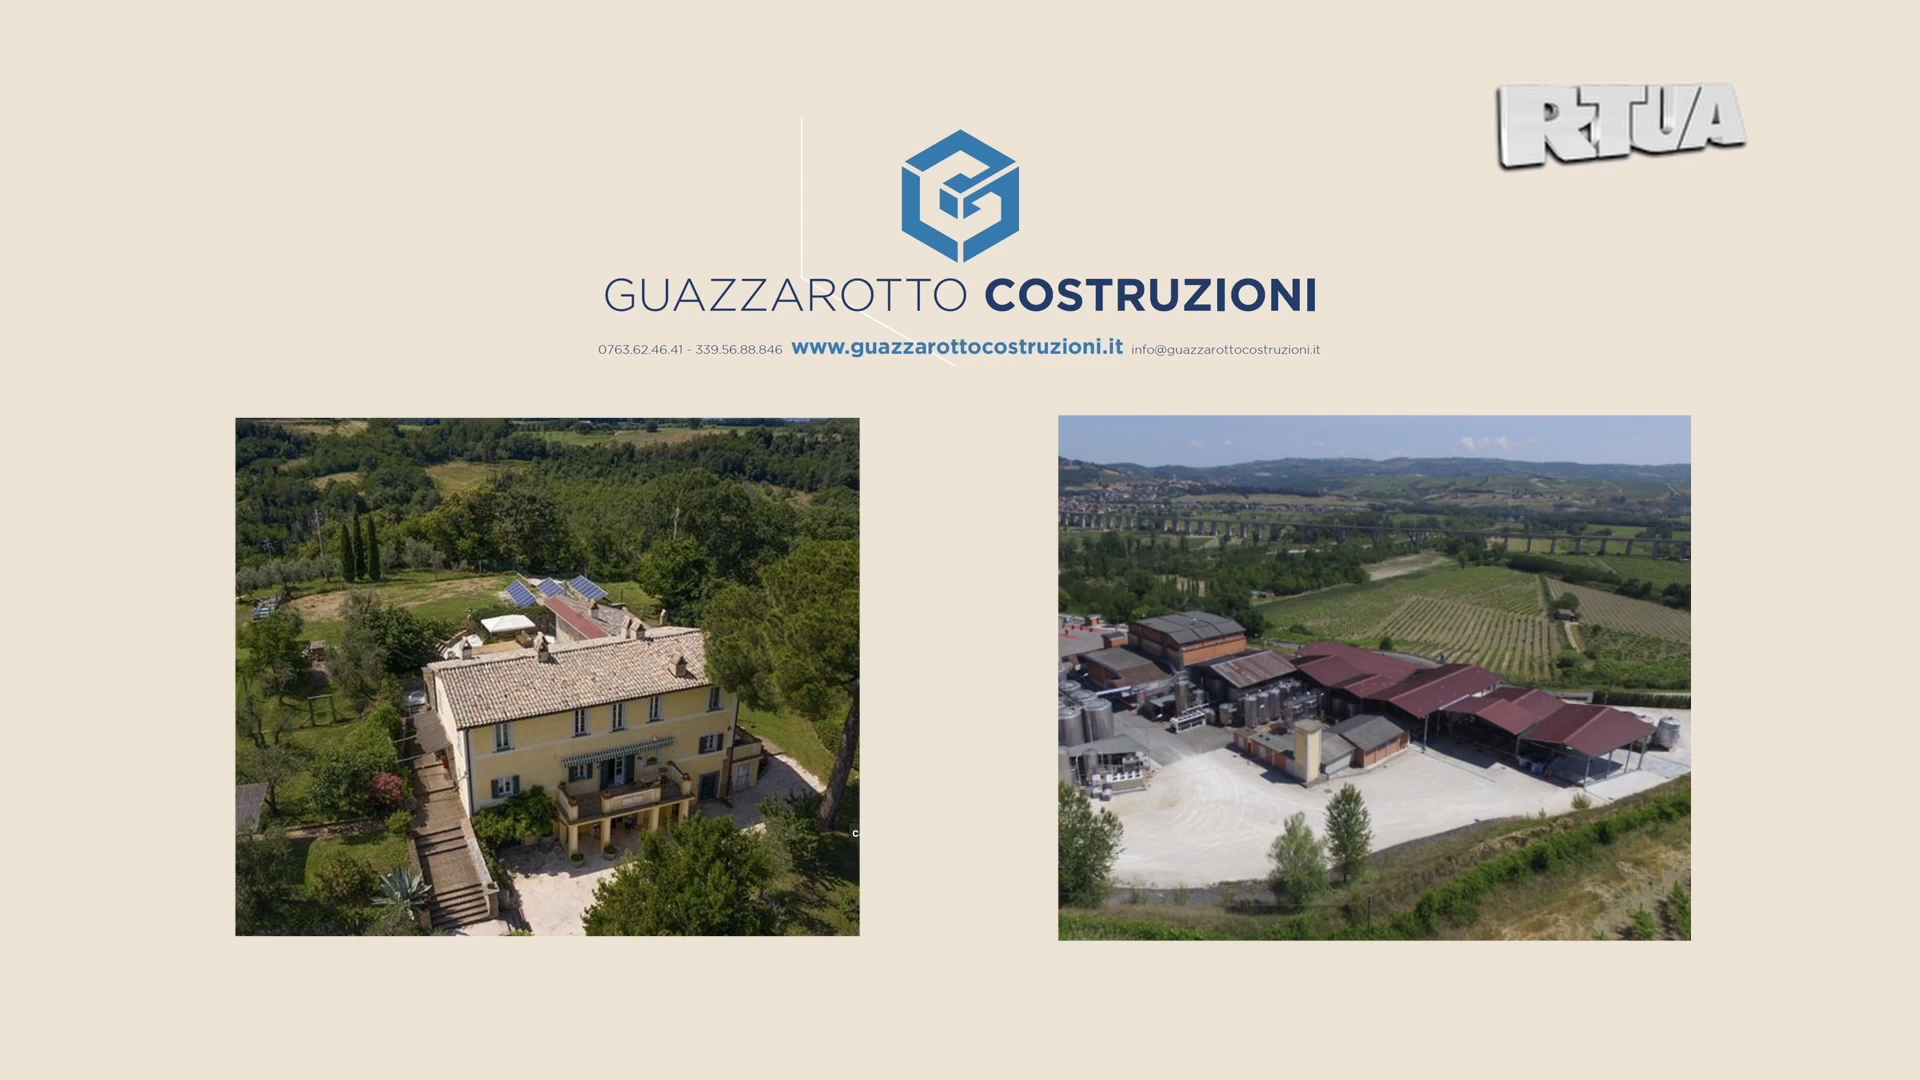 RTUA
GUAZZAROTTO COSTRUZIONI
0763.62.46.41 - 339.56.88.846 www.guazzarottocostruzioni.it info@guazzarottocostruzioni.it
C